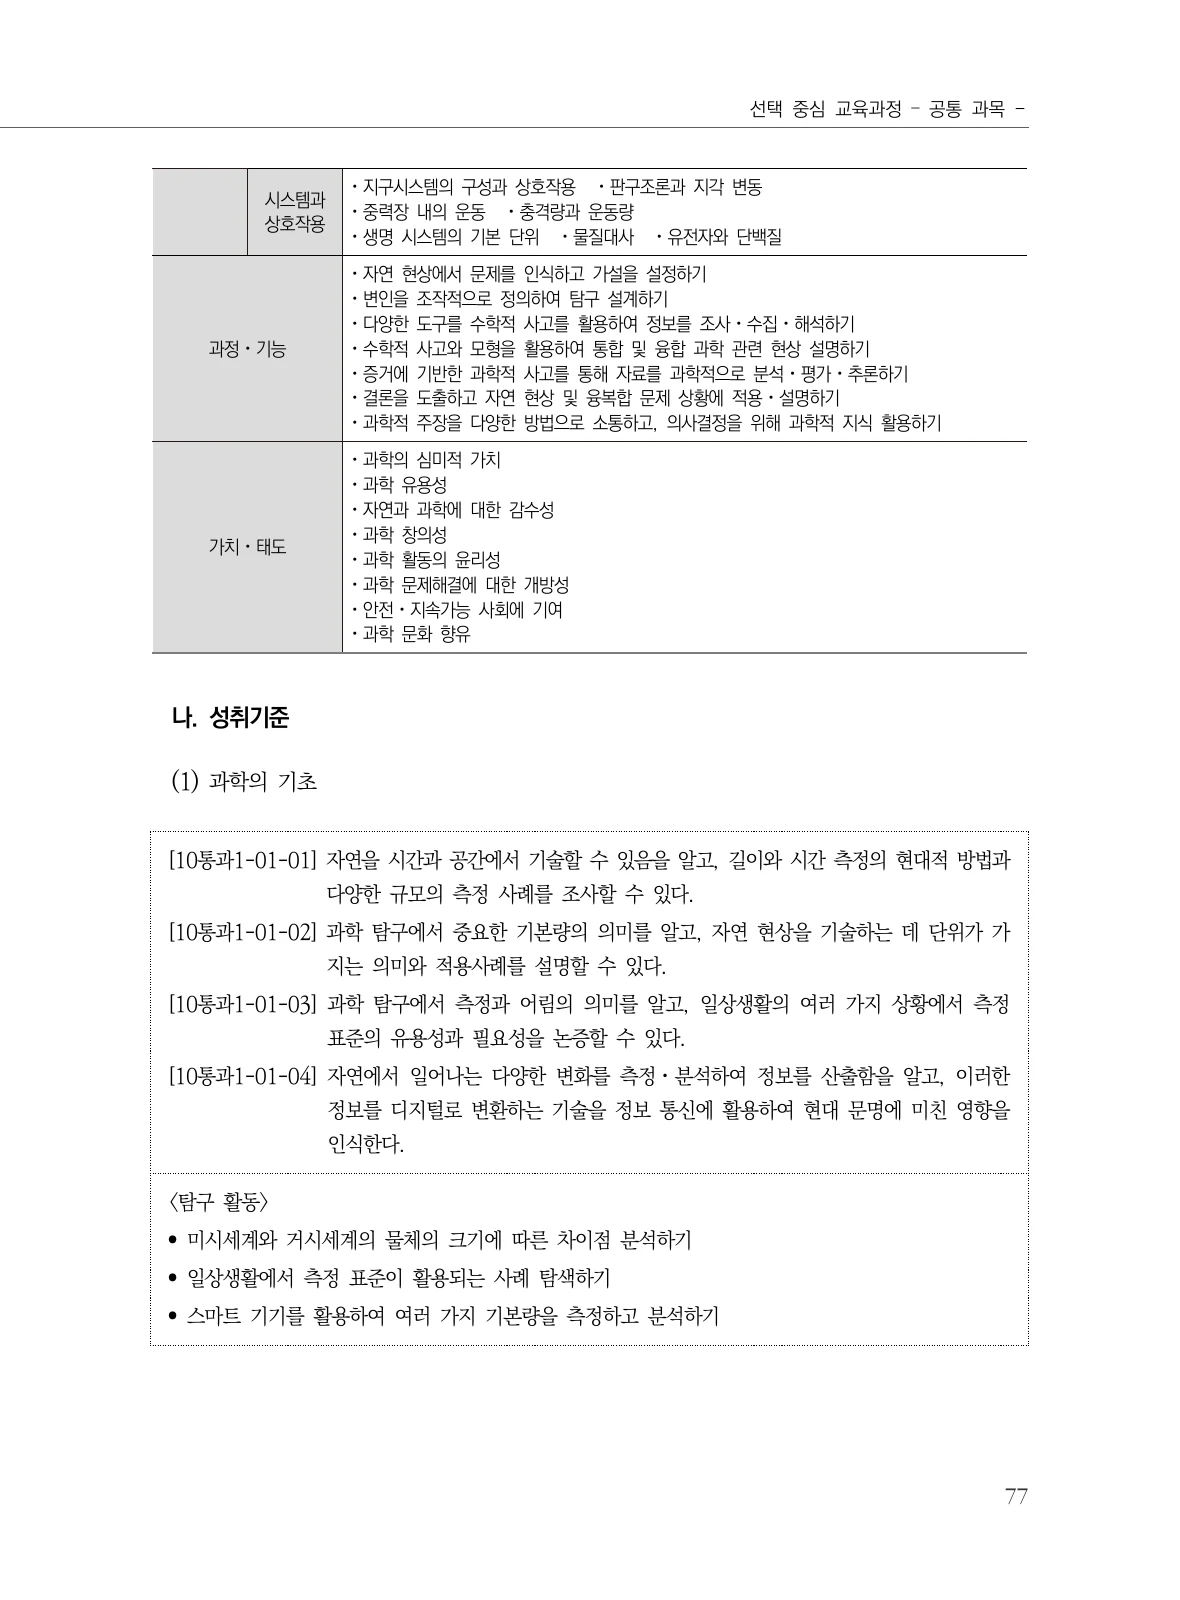 선택 중심 교육과정 - 공통 과목 -
시스템과
상호작용
・지구시스템의 구성과 상호작용 ・판구조론과 지각 변동
・중력장 내의 운동 ・충격량과 운동량
・생명 시스템의 기본 단위 ・물질대사 ・유전자와 단백질
과정・기능
・자연 현상에서 문제를 인식하고 가설을 설정하기
・변인을 조작적으로 정의하여 탐구 설계하기
・다양한 도구를 수학적 사고를 활용하여 정보를 조사・수집・해석하기
・수학적 사고와 모형을 활용하여 통합 및 융합 과학 관련 현상 설명하기
・증거에 기반한 과학적 사고를 통해 자료를 과학적으로 분석・평가・추론하기
・결론을 도출하고 자연 현상 및 융복합 문제 상황에 적용・설명하기
・과학적 주장을 다양한 방법으로 소통하고, 의사결정을 위해 과학적 지식 활용하기
가치・태도
・과학의 심미적 가치
・과학 유용성
・자연과 과학에 대한 감수성
・과학 창의성
・과학 활동의 윤리성
・과학 문제해결에 대한 개방성
・안전・지속가능 사회에 기여
・과학 문화 향유
나. 성취기준
(1) 과학의 기초
[10통과1-01-01] 자연을 시간과 공간에서 기술할 수 있음을 알고, 길이와 시간 측정의 현대적 방법과
다양한 규모의 측정 사례를 조사할 수 있다.
[10통과1-01-02] 과학 탐구에서 중요한 기본량의 의미를 알고, 자연 현상을 기술하는 데 단위가 가
지는 의미와 적용사례를 설명할 수 있다.
[10통과1-01-03] 과학 탐구에서 측정과 어림의 의미를 알고, 일상생활의 여러 가지 상황에서 측정
표준의 유용성과 필요성을 논증할 수 있다.
[10통과1-01-04] 자연에서 일어나는 다양한 변화를 측정・분석하여 정보를 산출함을 알고, 이러한
정보를 디지털로 변환하는 기술을 정보 통신에 활용하여 현대 문명에 미친 영향을
인식한다.
〈탐구 활동〉
• 미시세계와 거시세계의 물체의 크기에 따른 차이점 분석하기
• 일상생활에서 측정 표준이 활용되는 사례 탐색하기
• 스마트 기기를 활용하여 여러 가지 기본량을 측정하고 분석하기
77